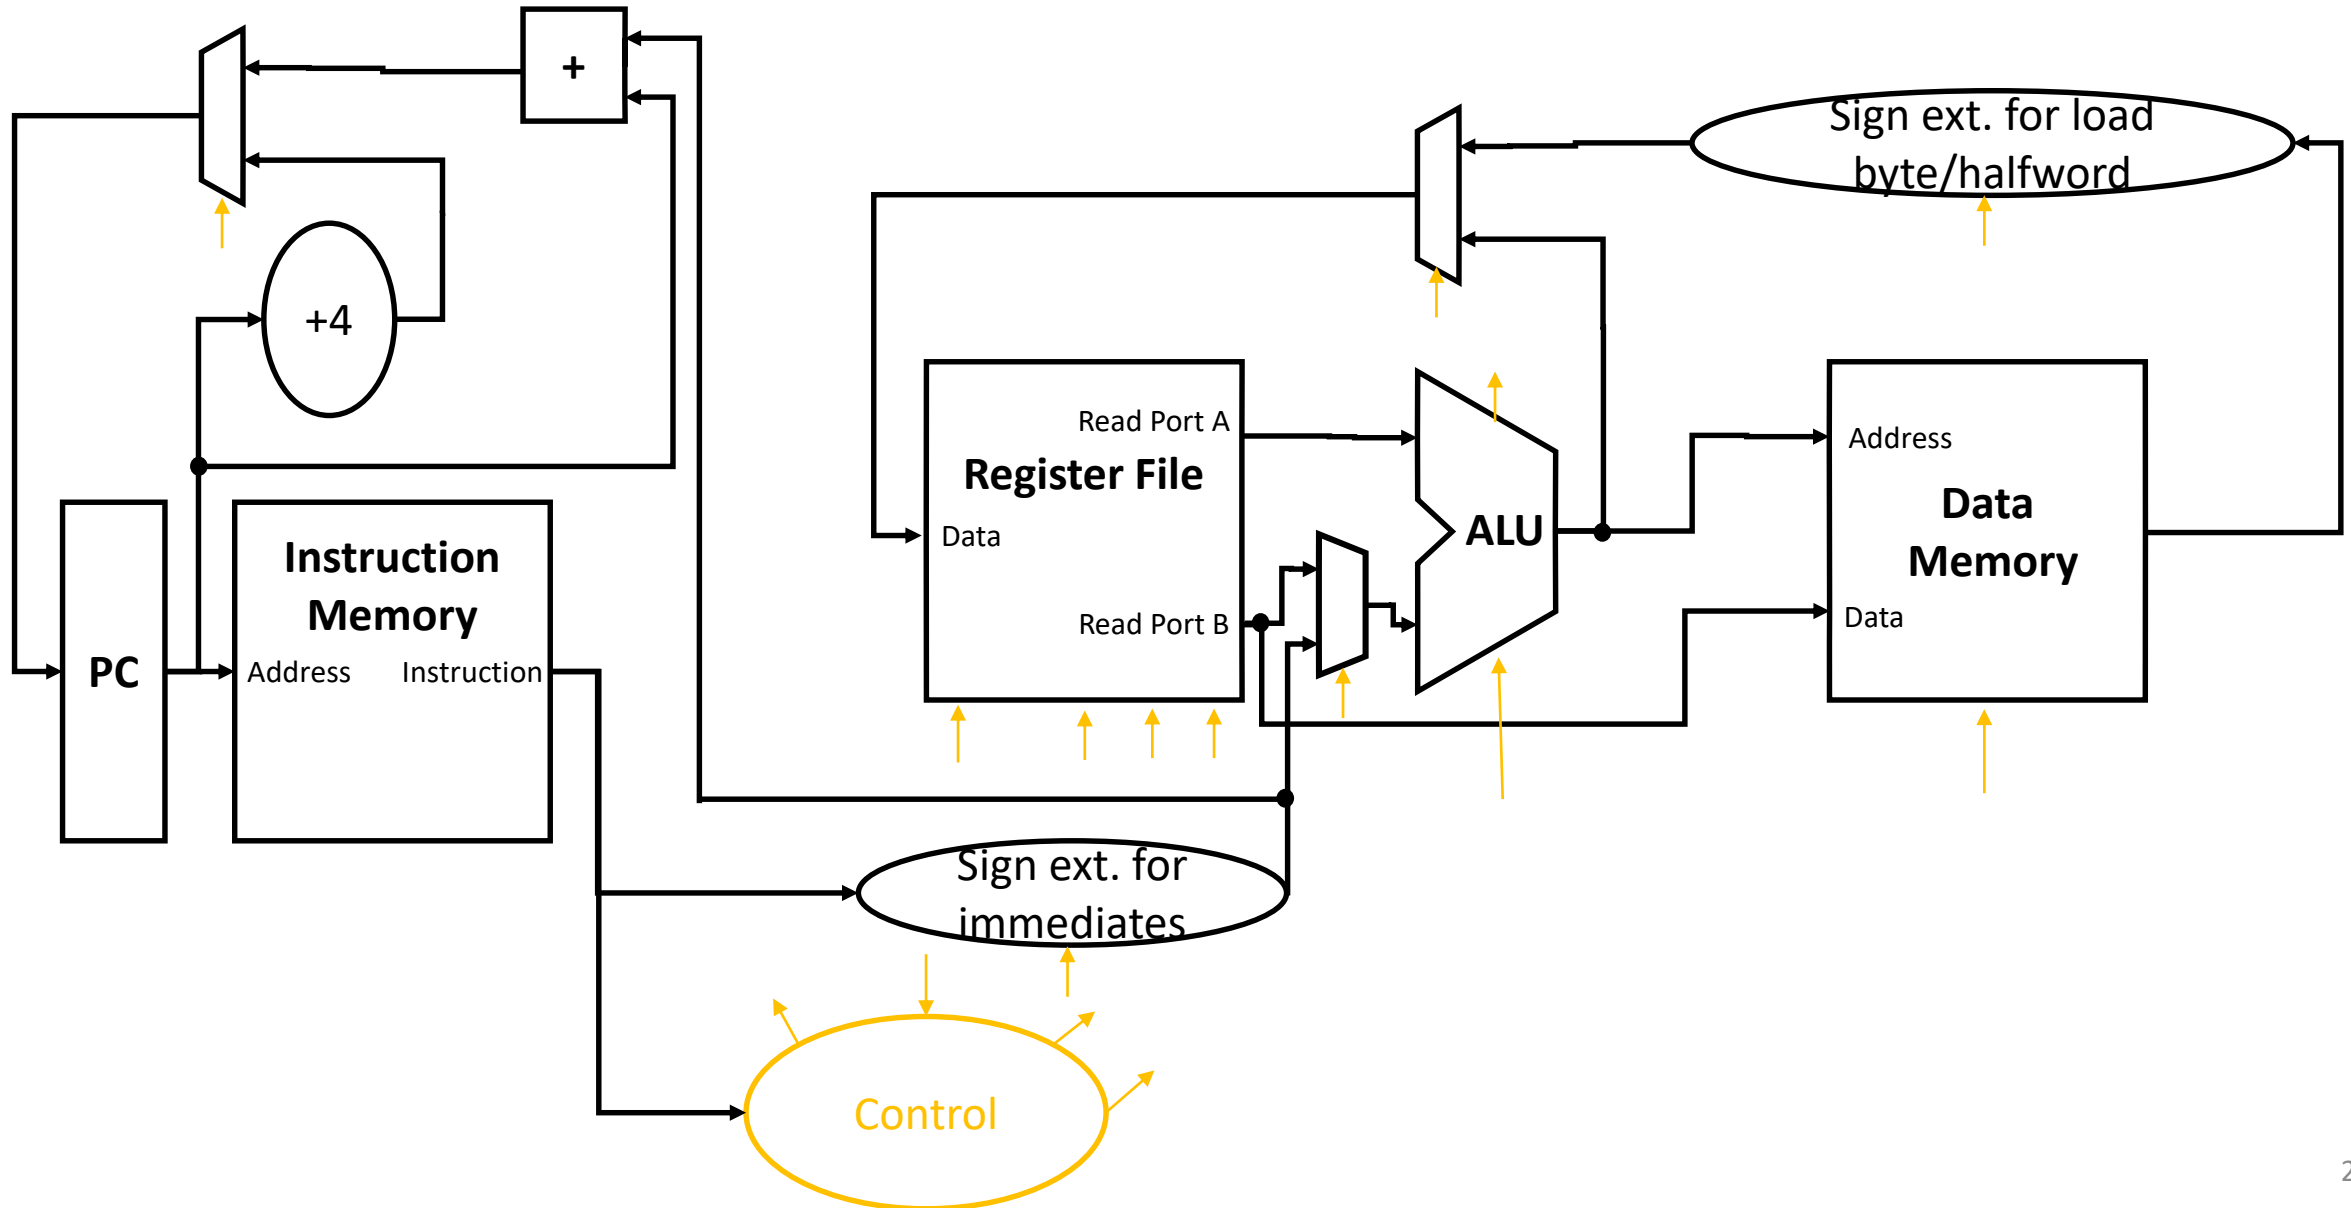 +
Sign ext. for load
byte/halfword
+4
Read Port A
Register File
Data
Read Port B
ALU
Address
Data
Memory
Data
Instruction
Memory
PC
Address
Instruction
Sign ext. for
immediates
Control
2